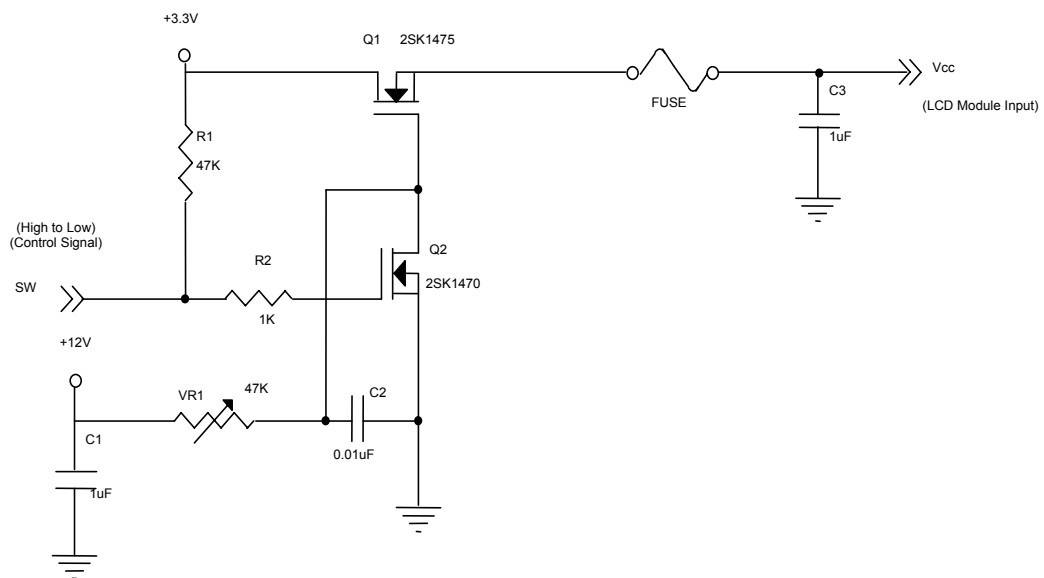 +3.3V
Q1 2SK1475
Vcc
FUSE
C3
(LCD Module Input)
R1
47K
1uF
(High to Low)
(Control Signal)
Q2
R2
SW
2SK1470
1K
+12V
VR1
47K
C2
C1
0.01uF
1uF